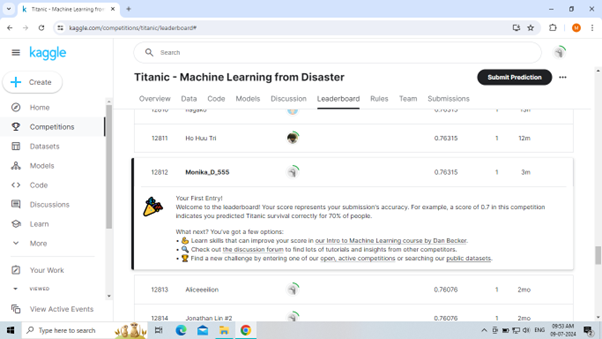 Titanic - Machine Learning from
kaggle.com/competitions/titanic/leaderboard#
kaggle
Search
Create
Titanic - Machine Learning from Disaster
Submit Prediction
Overview Data Code Models Discussion Leaderboard Rules Team Submissions
Home
Competitions
Datasets
Models
Code
Discussions
Learn
More
Your Work
VIEWED
View Active Events
12811 Ho Huu Tri 0.76315 1 12m
12812 Monika_D_555 0.76315 1 3m
Your First Entry!
Welcome to the leaderboard! Your score represents your submission's accuracy. For example, a score of 0.7 in this competition
indicates you predicted Titanic survival correctly for 70% of people.
What next? You've got a few options:
• Learn skills that can improve your score in our Intro to Machine Learning course by Dan Becker.
• Check out the discussion forum to find lots of tutorials and insights from other competitors.
• Find a new challenge by entering one of our open, active competitions or searching our public datasets.
12813 Aliceeeilion 0.76076 1 2mo
12814 Jonathan Lin #2 0.76076 1 2mo
Type here to search
ENG
09:53 AM
09-07-2024